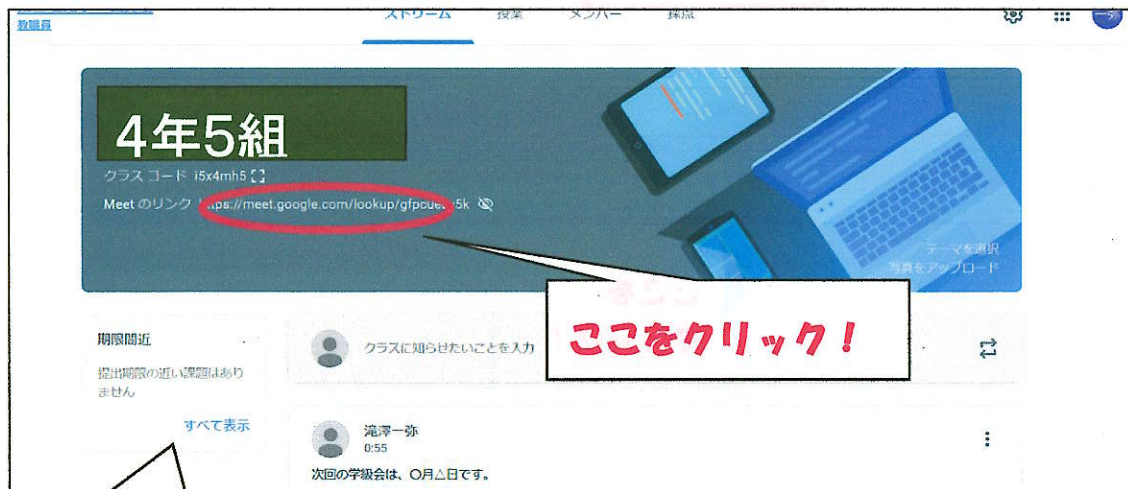 教職員
ストリーム 授業 メンバー 採点
一弥
4年5組
クラス コード i5x4mh5
Meet のリンク https://meet.google.com/lookup/
テーマを選択
写真をアップロード
ここをクリック!
期限間近
クラスに知らせたいことを入力
提出期限の近い課題はあり
ません
すべて表示
滝澤一弥
0:55
次回の学級会は、〇月△日です。